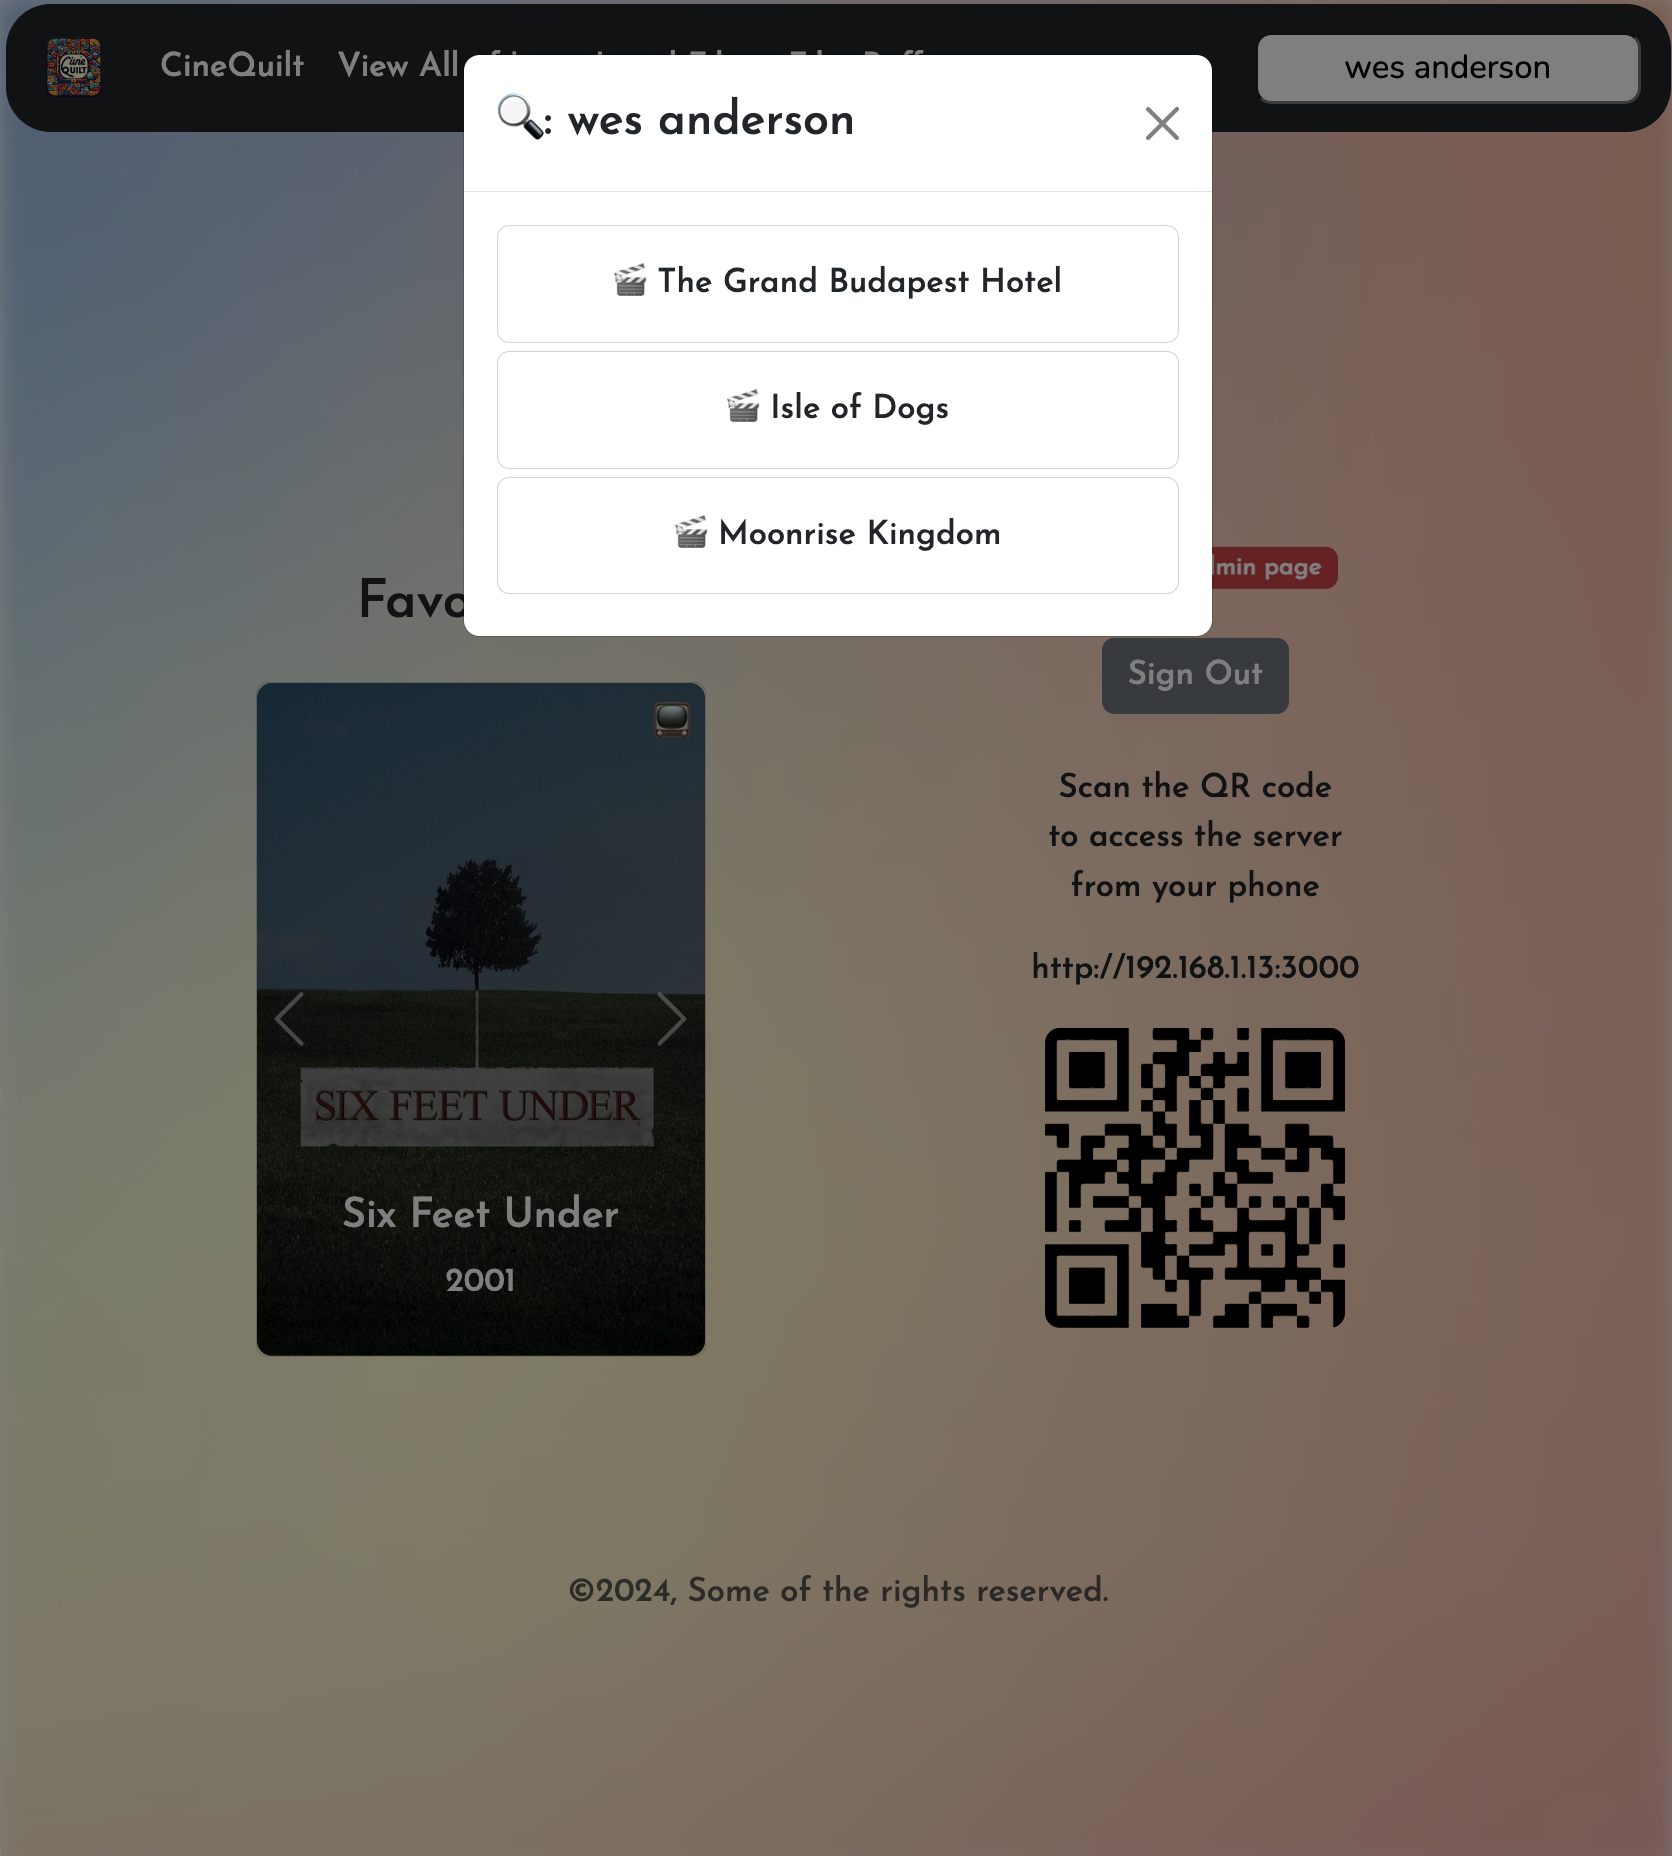 Cine
QUILT
CineQuilt View All
wes anderson
🔍: wes anderson
🎬 The Grand Budapest Hotel
🎬 Isle of Dogs
🎬 Moonrise Kingdom
page
Sign Out
SIX FEET UNDER
Six Feet Under
2001
Scan the QR code
to access the server
from your phone
http://192.168.1.13:3000
©2024, Some of the rights reserved.